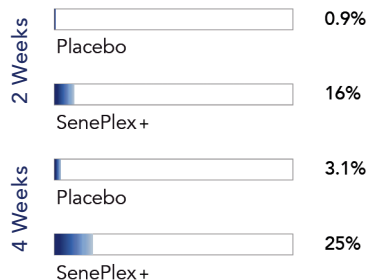 2 Weeks
0.9%
Placebo
16%
SenePlex+
4 Weeks
3.1%
Placebo
25%
SenePlex+